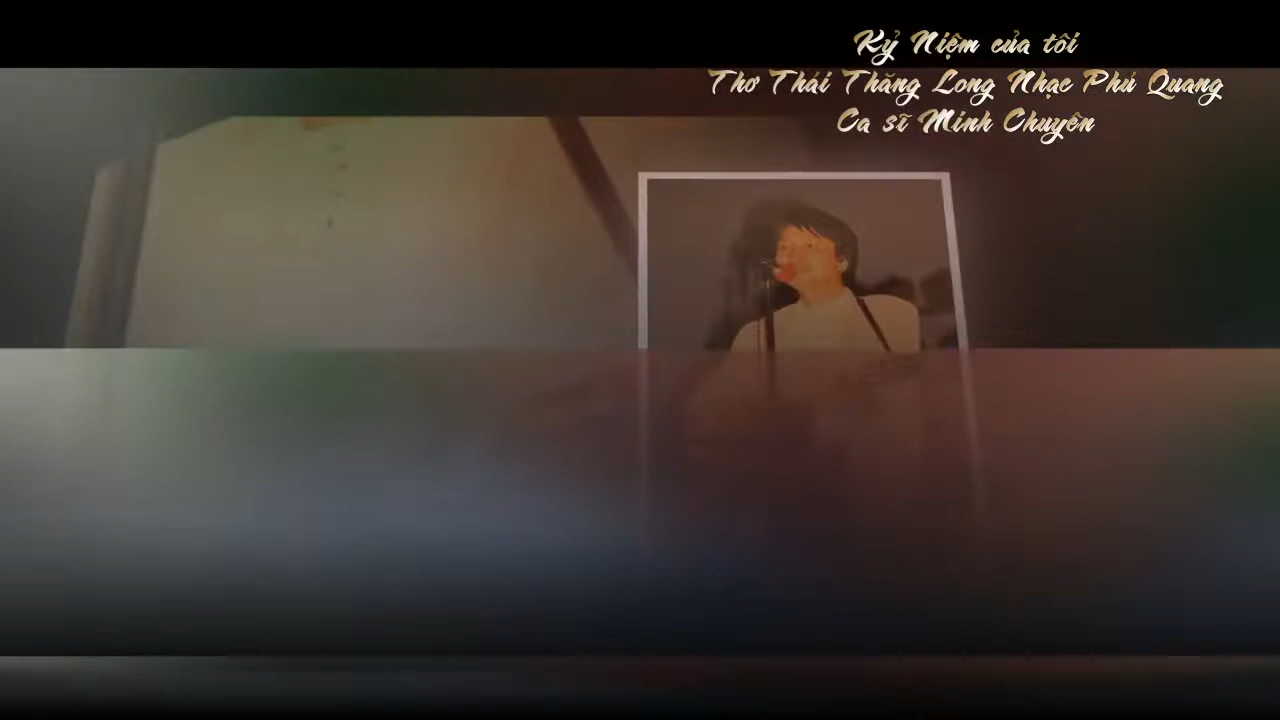 Kỷ Niệm của tôi
Thơ Thái Thăng Long Nhạc Phú Quang
Ca sĩ Minh Chuyên